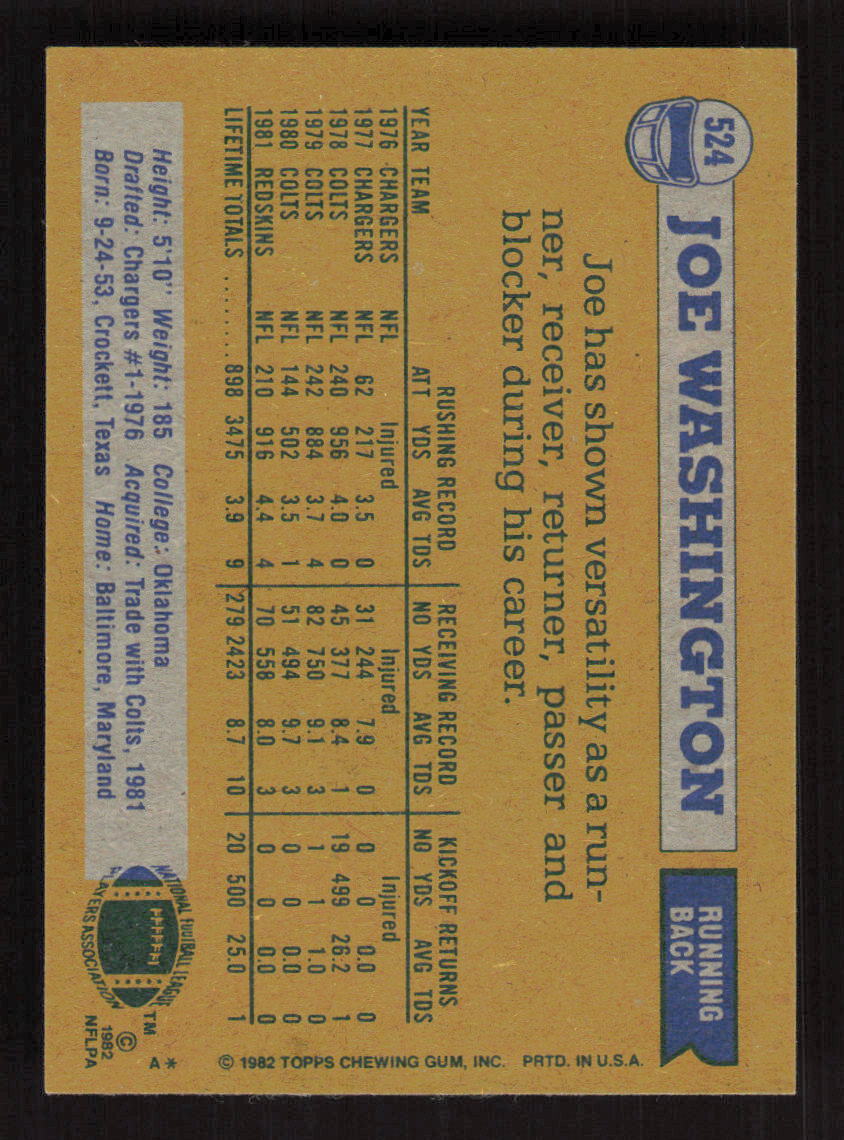 524
JOE WASHINGTON
RUNNING
BACK
Joe has shown versatility as a run-
ner, receiver, returner, passer and
blocker during his career.
RUSHING RECORD RECEIVING RECORD KICKOFF RETURNS
YEAR TEAM ATT YDS AVG TDS NO YDS AVG TDS NO YDS AVG TDS
1976 CHARGERS NFL Injured Injured Injured
1977 CHARGERS NFL 62 217 3.5 0 31 244 7.9 0 0 0 0.0 0
1978 COLTS NFL 240 956 4.0 0 45 377 8.4 1 19 499 26.2 1
1979 COLTS NFL 242 884 3.7 4 82 750 9.1 3 1 1 1.0 0
1980 COLTS NFL 144 502 3.5 1 51 494 9.7 3 0 0 0.0 0
1981 REDSKINS NFL 210 916 4.4 4 70 558 8.0 3 0 0 0.0 0
LIFETIME TOTALS ......... 898 3475 3.9 9 279 2423 8.7 10 20 500 25.0 1
Height: 5'10" Weight: 185 College: Oklahoma
Drafted: Chargers #1-1976 Acquired: Trade with Colts, 1981
Born: 9-24-53, Crockett, Texas Home: Baltimore, Maryland
NATIONAL FOOTBALL LEAGUE
PLAYERS ASSOCIATION
TM
©
1982
NFLPA
A*
© 1982 TOPPS CHEWING GUM, INC. PRTD. IN U.S.A.